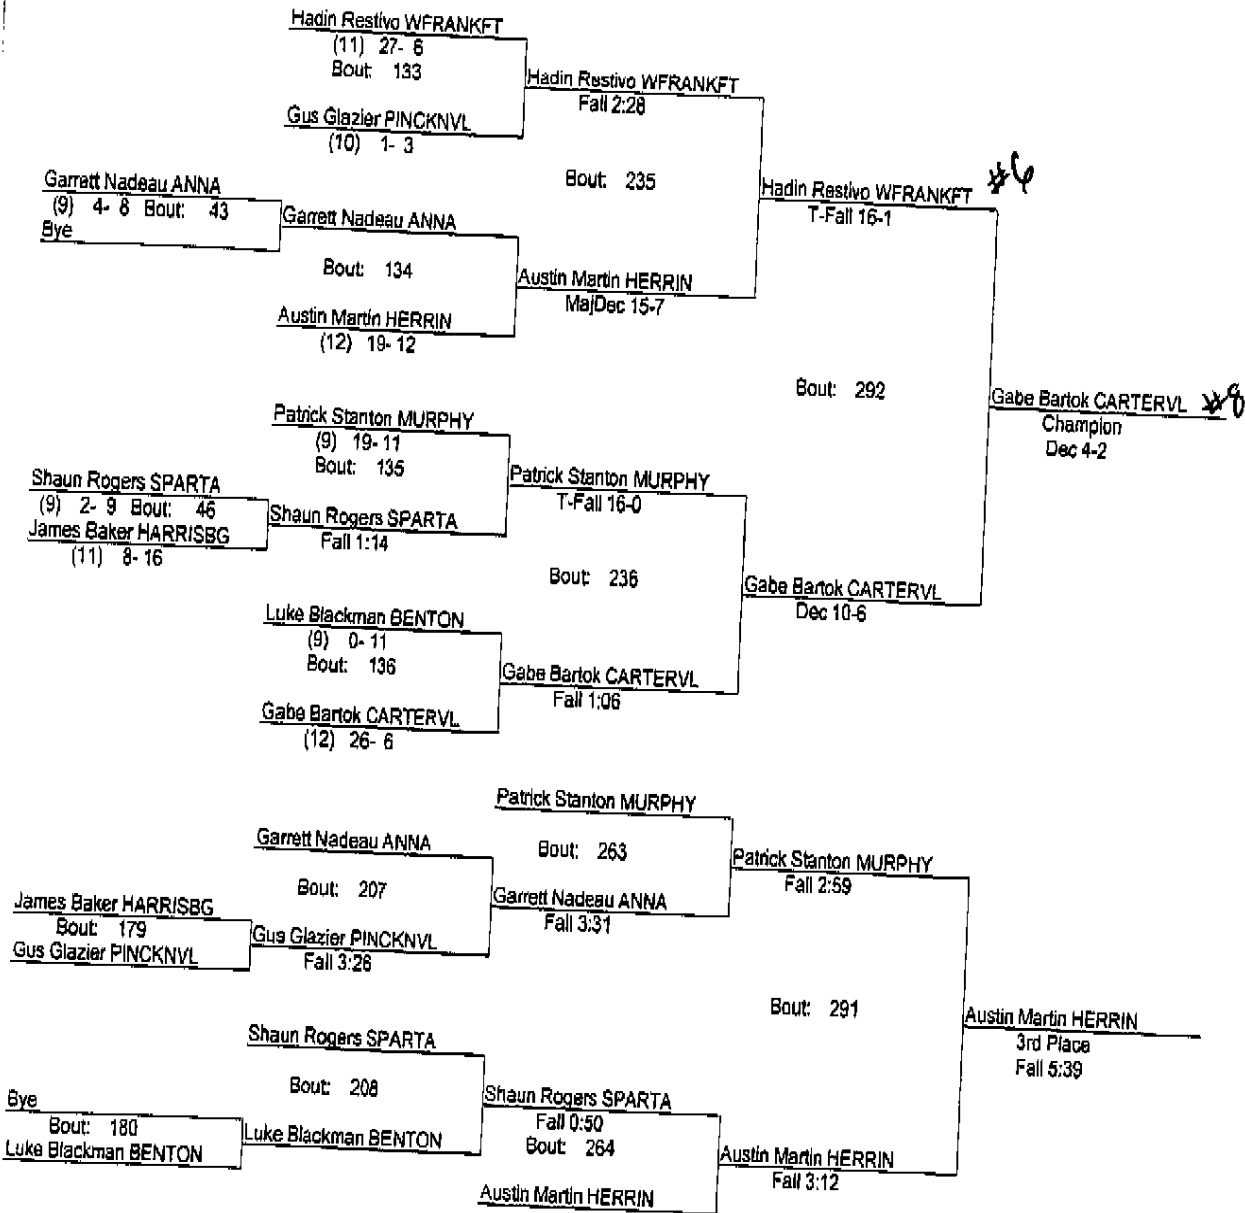 Hadin Restivo WFRANKFT
(11) 27- 6
Bout: 133
Hadin Restivo WFRANKFT
Fall 2:28
Gus Glazier PINCKNVL
(10) 1- 3
Bout: 235
Hadin Restivo WFRANKFT #6
T-Fall 16-1
Garrett Nadeau ANNA
(9) 4- 8 Bout: 43
Bye
Garrett Nadeau ANNA
Bout: 134
Austin Martin HERRIN
MajDec 15-7
Austin Martin HERRIN
(12) 19- 12
Bout: 292
Gabe Bartok CARTERVL #8
Champion
Dec 4-2
Patrick Stanton MURPHY
(9) 19- 11
Bout: 135
Patrick Stanton MURPHY
T-Fall 16-0
Shaun Rogers SPARTA
(9) 2- 9 Bout: 46
James Baker HARRISBG
(11) 8- 16
Shaun Rogers SPARTA
Fall 1:14
Bout: 236
Gabe Bartok CARTERVL
Dec 10-6
Luke Blackman BENTON
(9) 0- 11
Bout: 136
Gabe Bartok CARTERVL
Fall 1:06
Gabe Bartok CARTERVL
(12) 26- 6
Patrick Stanton MURPHY
Bout: 263
Patrick Stanton MURPHY
Fall 2:59
Garrett Nadeau ANNA
Bout: 207
Garrett Nadeau ANNA
Fall 3:31
James Baker HARRISBG
Bout: 179
Gus Glazier PINCKNVL
Gus Glazier PINCKNVL
Fall 3:26
Bout: 291
Austin Martin HERRIN
3rd Place
Fall 5:39
Shaun Rogers SPARTA
Bout: 208
Shaun Rogers SPARTA
Fall 0:50
Bout: 264
Bye
Bout: 180
Luke Blackman BENTON
Luke Blackman BENTON
Austin Martin HERRIN
Fall 3:12
Austin Martin HERRIN